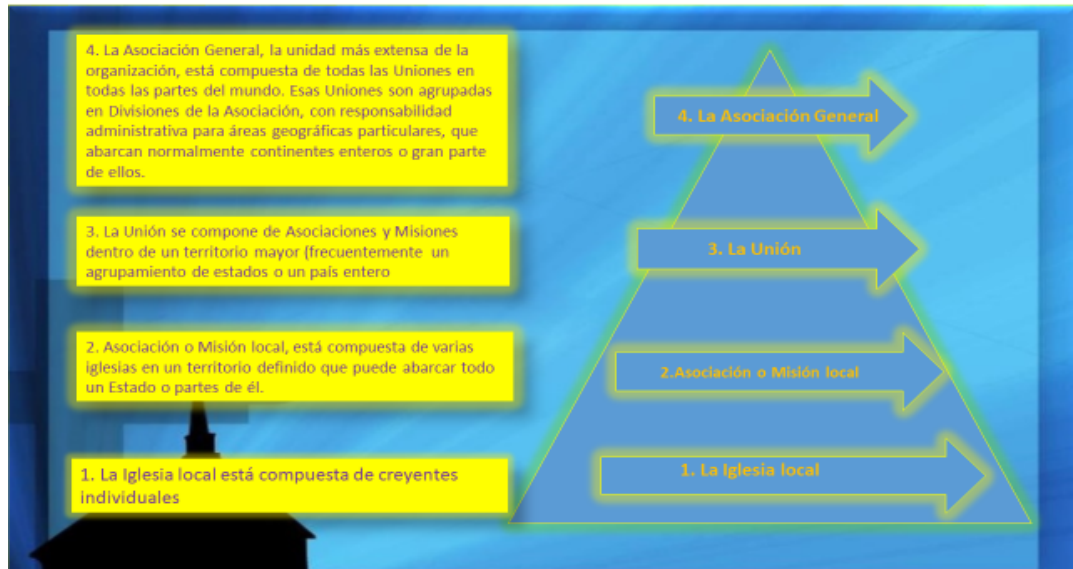 4. La Asociación General, la unidad más extensa de la
organización, está compuesta de todas las Uniones en
todas las partes del mundo. Esas Uniones son agrupadas
en Divisiones de la Asociación, con responsabilidad
administrativa para áreas geográficas particulares, que
abarcan normalmente continentes enteros o gran parte
de ellos.
3. La Unión se compone de Asociaciones y Misiones
dentro de un territorio mayor (frecuentemente un
agrupamiento de estados o un país entero
2. Asociación o Misión local, está compuesta de varias
iglesias en un territorio definido que puede abarcar todo
un Estado o partes de él.
1. La Iglesia local está compuesta de creyentes
individuales
4. La Asociación General
3. La Unión
2.Asociación o Misión local
1. La Iglesia local